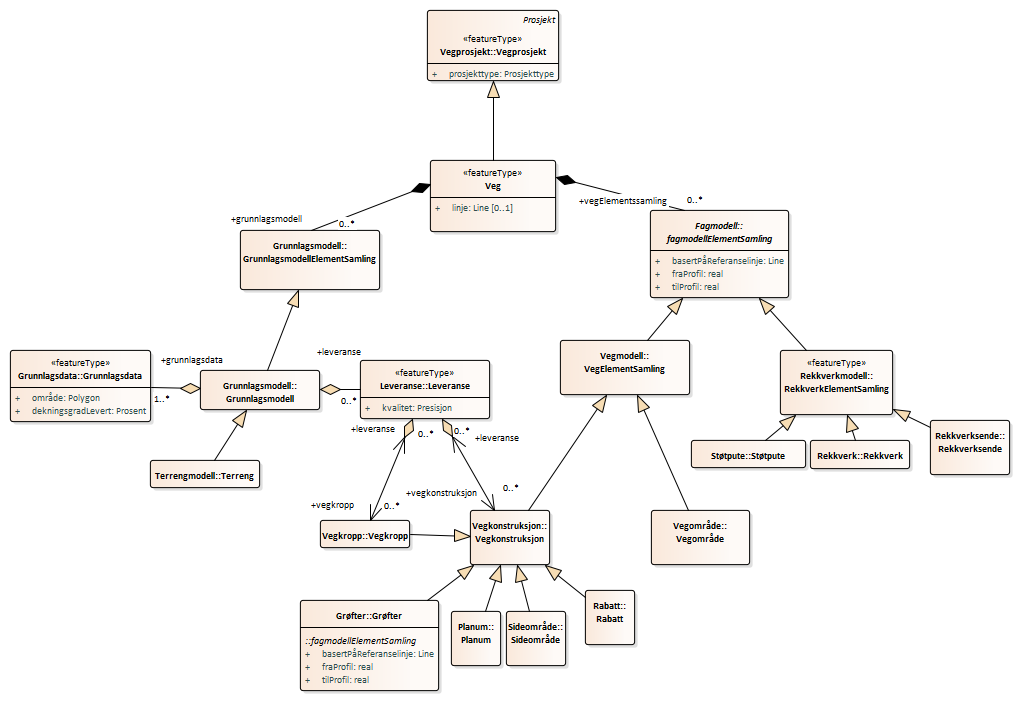 Prosjekt
«featureType»
Vegprosjekt::Vegprosjekt
+ prosjekttype: Prosjekttype
«featureType»
Veg
+ linje: Line [0..1]
+grunnlagsmodell
0..*
+vegElementssamling
0..*
Grunnlagsmodell::
GrunnlagsmodellElementSamling
Fagmodell::
fagmodellElementSamling
+ basertPåReferanselinje: Line
+ fraProfil: real
+ tilProfil: real
«featureType»
Grunnlagsdata::Grunnlagsdata
+ område: Polygon
+ dekningsgradLevert: Prosent
+grunnlagsdata
1..*
Grunnlagsmodell::
Grunnlagsmodell
+leveranse
0..*
«featureType»
Leveranse::Leveranse
+ kvalitet: Presisjon
Vegmodell::
VegElementSamling
«featureType»
Rekkverkmodell::
RekkverkElementSamling
+leveranse
0..*
0..*
+leveranse
Støtpute::Støtpute
Rekkverk::Rekkverk
Rekkverksende::
Rekkverksende
Terrengmodell::Terreng
+vegkropp
0..*
+vegkonstruksjon
0..*
Vegkropp::Vegkropp
Vegkonstruksjon::
Vegkonstruksjon
Vegområde::
Vegområde
Grøfter::Grøfter
::fagmodellElementSamling
+ basertPåReferanselinje: Line
+ fraProfil: real
+ tilProfil: real
Planum::
Planum
Sideområde::
Sideområde
Rabatt::
Rabatt